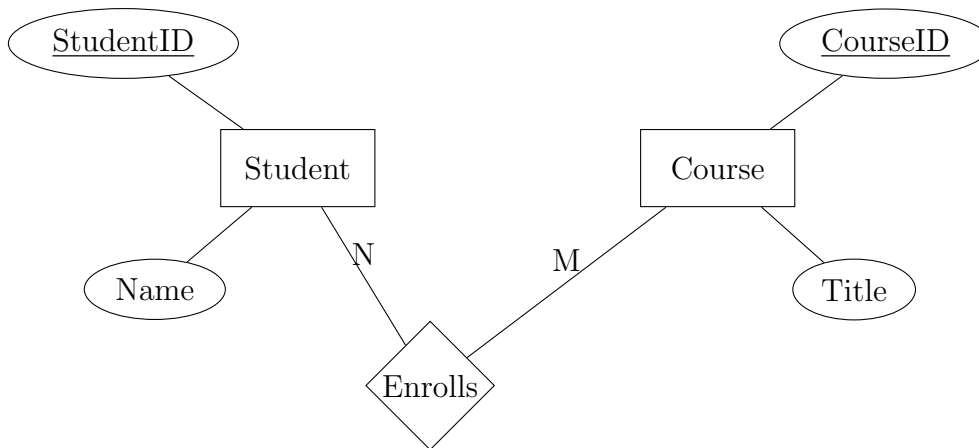 StudentID
CourseID
Student
Course
N
M
Name
Title
Enrolls